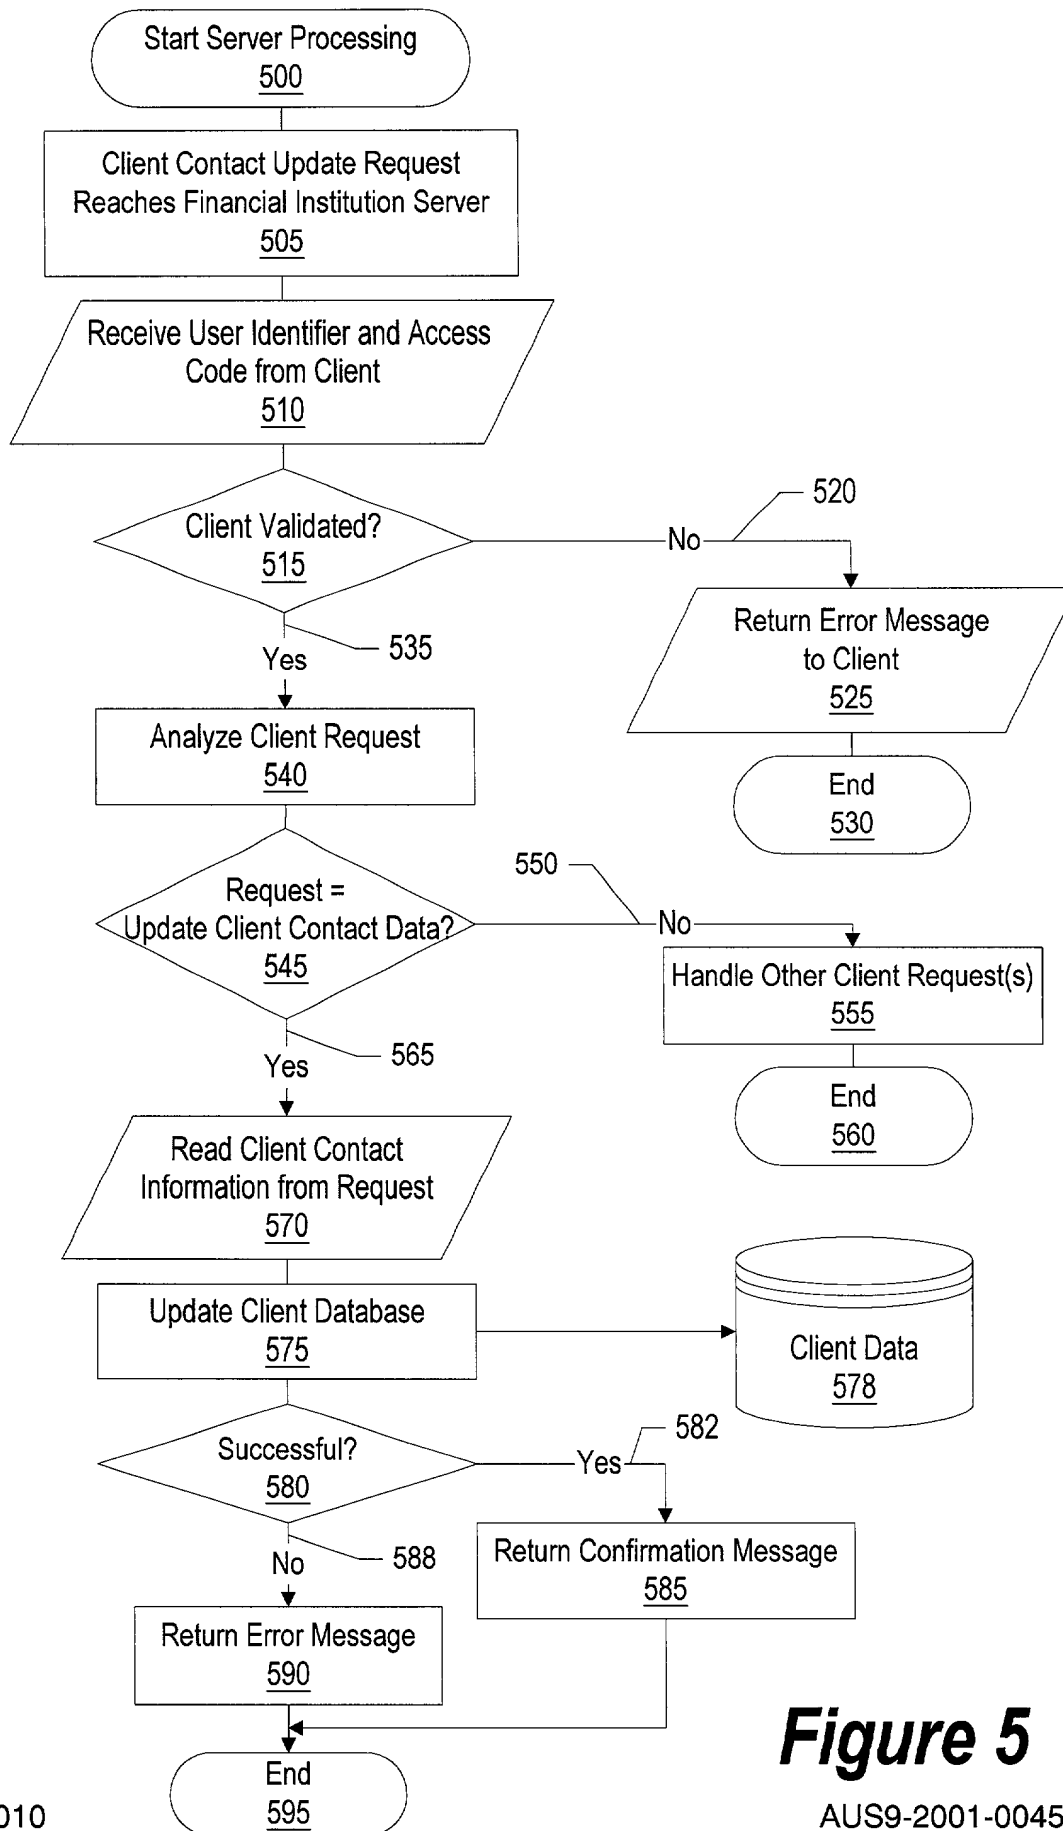 Start Server Processing
500
Client Contact Update Request
Reaches Financial Institution Server
505
Receive User Identifier and Access
Code from Client
510
Client Validated?
515
No
520
Return Error Message
to Client
525
End
530
535
Yes
Analyze Client Request
540
Request =
Update Client Contact Data?
545
550
No
Handle Other Client Request(s)
555
End
560
565
Yes
Read Client Contact
Information from Request
570
Update Client Database
575
Client Data
578
Successful?
580
Yes
582
Return Confirmation Message
585
588
No
Return Error Message
590
End
595
Figure 5
010
AUS9-2001-0045